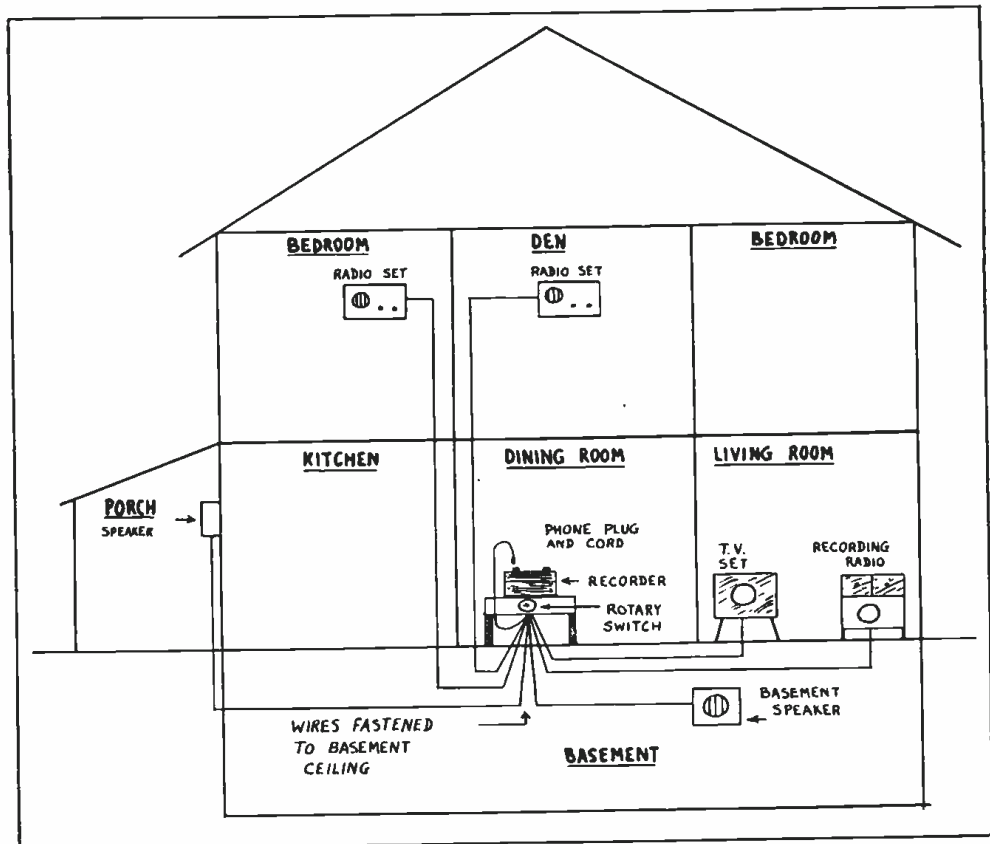 BEDROOM
DEN
BEDROOM
RADIO SET
RADIO SET
KITCHEN
DINING ROOM
LIVING ROOM
PORCH
SPEAKER
PHONE PLUG
AND CORD
RECORDER
ROTARY
SWITCH
T.V.
SET
RECORDING
RADIO
BASEMENT
SPEAKER
WIRES FASTENED
TO BASEMENT
CEILING
BASEMENT